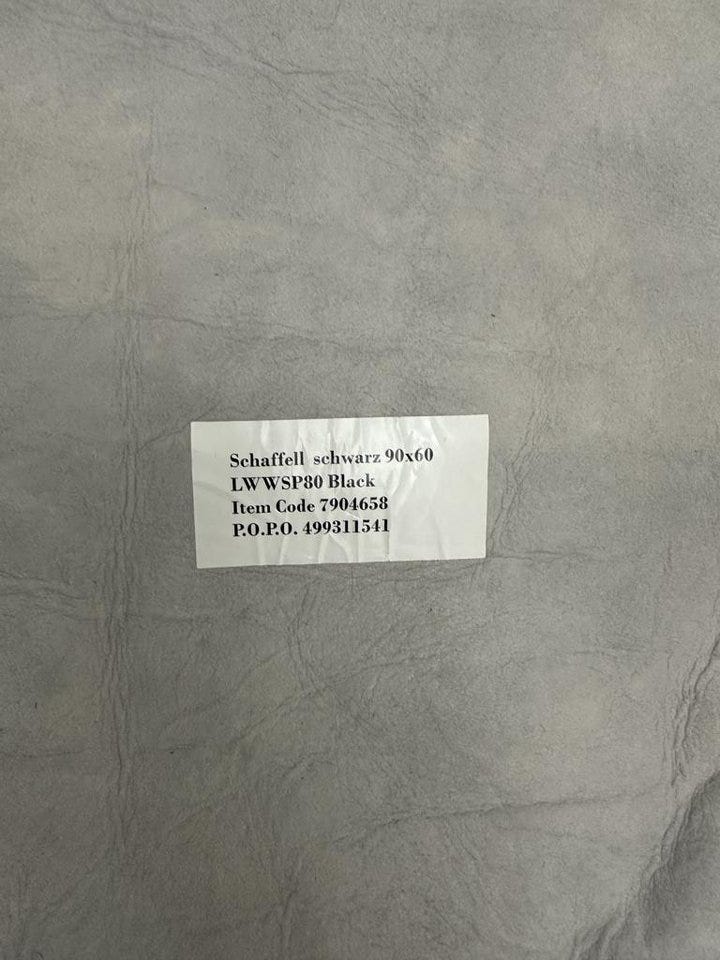 Schaffell schwarz 90x60
LWWSP80 Black
Item Code 7904658
P.O.P.O. 499311541